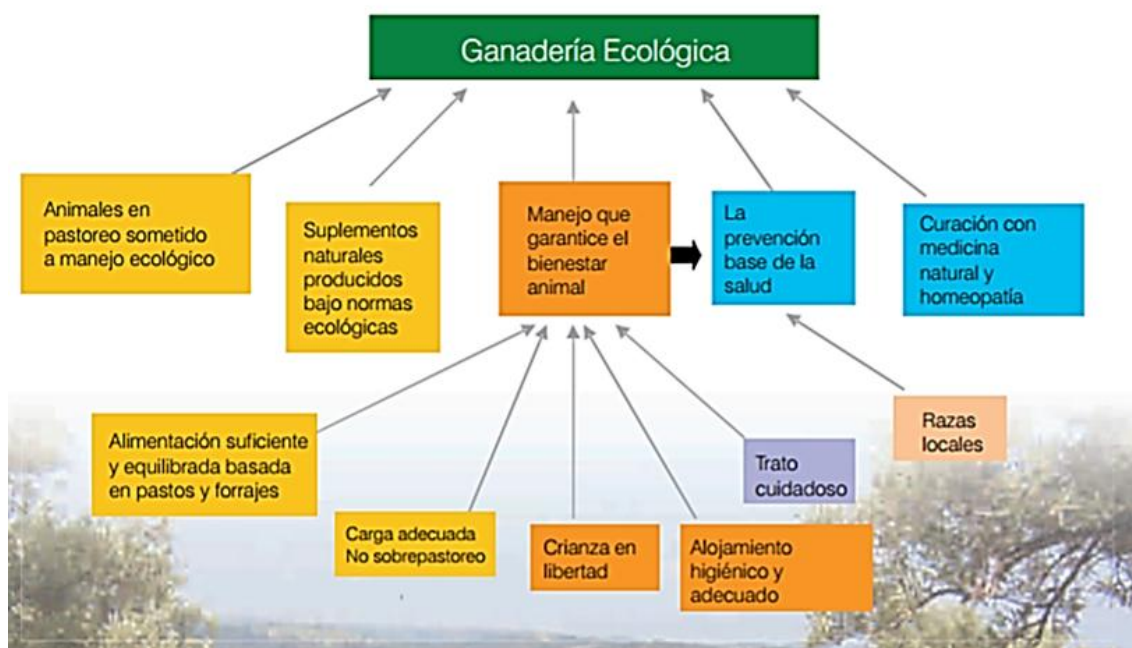 Ganadería Ecológica
Animales en
pastoreo sometido
a manejo ecológico
Suplementos
naturales
producidos
bajo normas
ecológicas
Manejo que
garantice el
bienestar
animal
La
prevención
base de la
salud
Curación con
medicina
natural y
homeopatía
Alimentación suficiente
y equilibrada basada
en pastos y forrajes
Carga adecuada
No sobrepastoreo
Crianza en
libertad
Alojamiento
higiénico y
adecuado
Trato
cuidadoso
Razas
locales